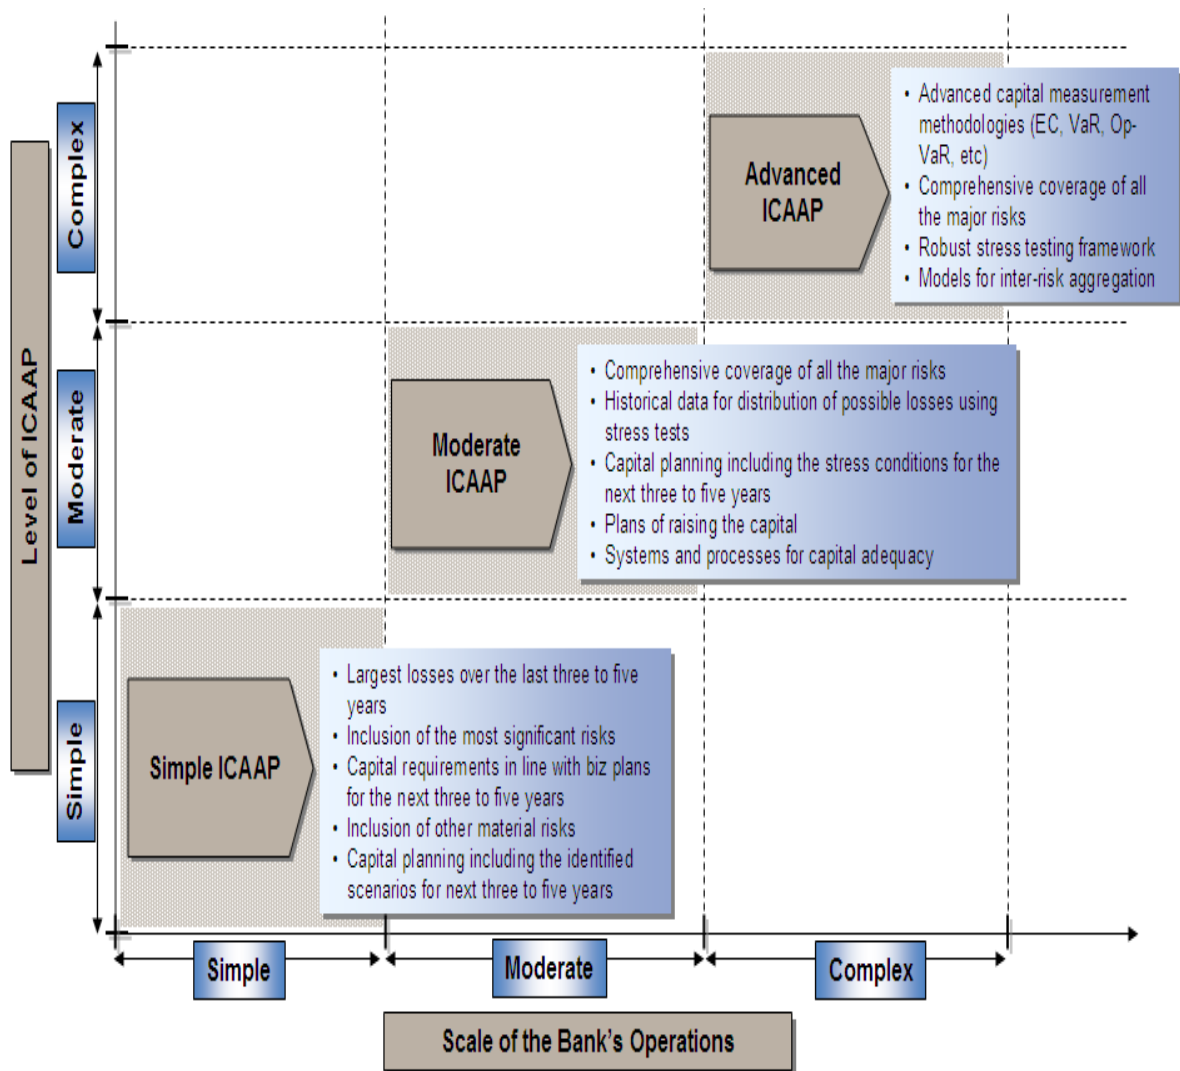 Level of ICAAP
Complex
Moderate
Simple
Advanced
ICAAP
• Advanced capital measurement
methodologies (EC, VaR, Op-
VaR, etc)
• Comprehensive coverage of all
the major risks
• Robust stress testing framework
• Models for inter-risk aggregation
Moderate
ICAAP
• Comprehensive coverage of all the major risks
• Historical data for distribution of possible losses using
stress tests
• Capital planning including the stress conditions for the
next three to five years
• Plans of raising the capital
• Systems and processes for capital adequacy
Simple ICAAP
• Largest losses over the last three to five
years
• Inclusion of the most significant risks
• Capital requirements in line with biz plans
for the next three to five years
• Inclusion of other material risks
• Capital planning including the identified
scenarios for next three to five years
Simple
Moderate
Complex
Scale of the Bank's Operations